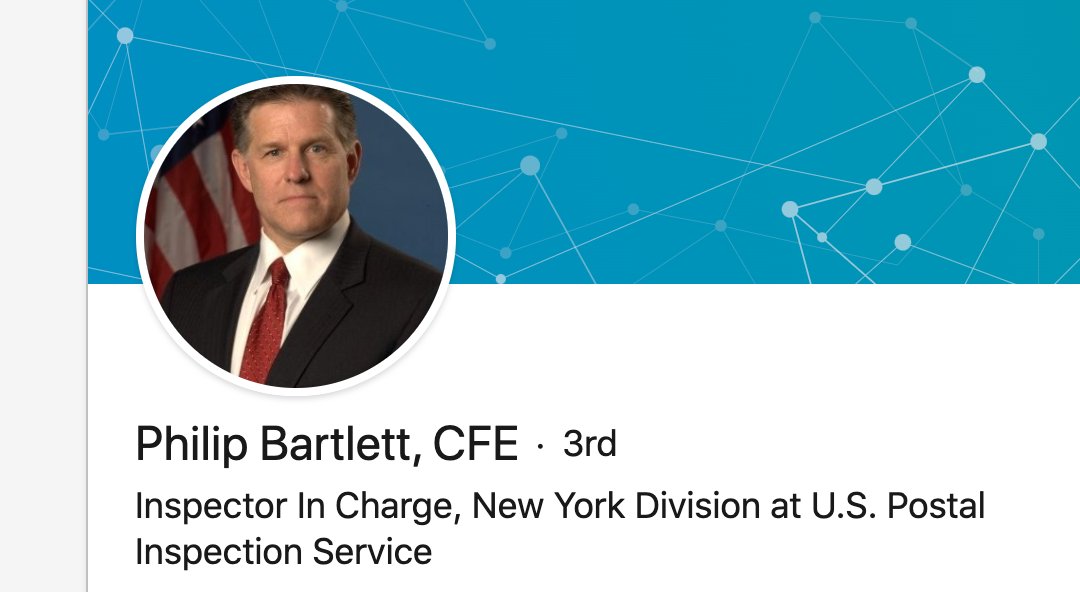 Philip Bartlett, CFE · 3rd
Inspector In Charge, New York Division at U.S. Postal
Inspection Service